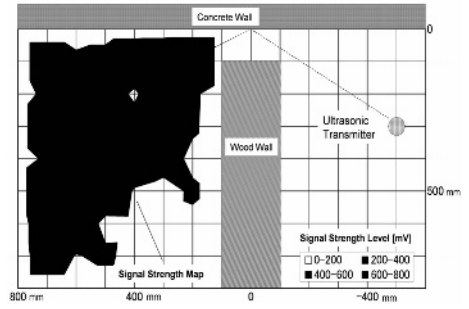 Concrete Wall
0
Ultrasonic
Transmitter
Wood Wall
500 mm
Signal Strength Level [mV]
0-200
200-400
400-600
600-800
Signal Strength Map
800 mm
400 mm
0
-400 mm